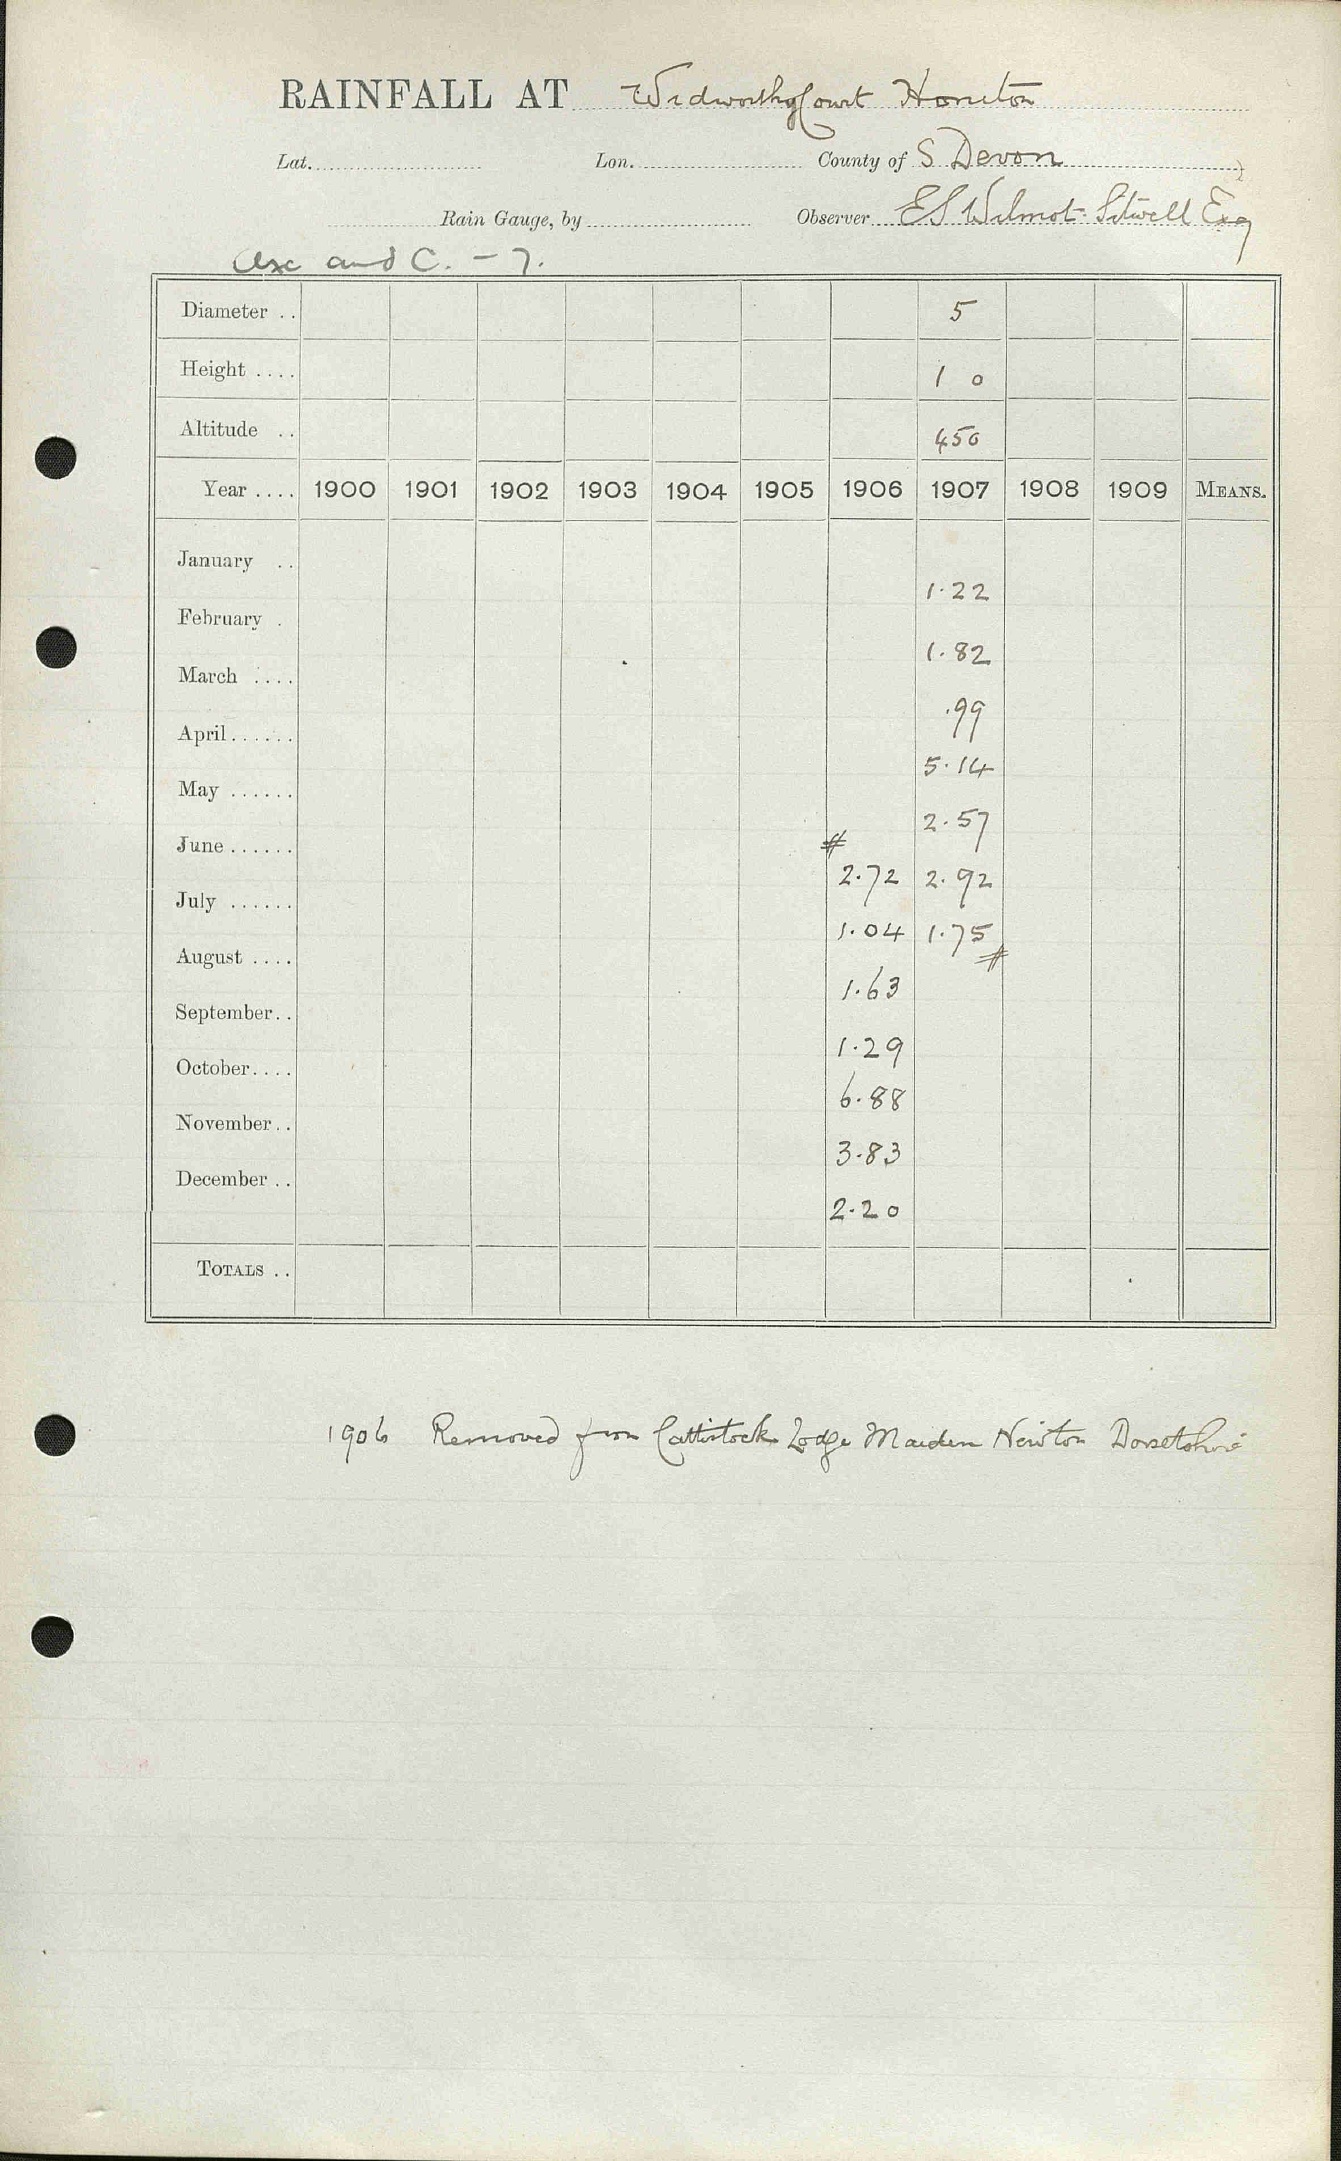 RAINFALL AT Widworthy Court Honiton
Lat. Lon. County of S Devon
Rain Gauge, by Observer E S Wilmot-Sitwell Esq
Axe and C. - 7.
Diameter . . 5
Height . . . . 1 0
Altitude . . 450
Year . . . . 1900 1901 1902 1903 1904 1905 1906 1907 1908 1909 MEANS.
January . .
1.22
February .
1.82
March . . . .
.99
April . . . . . .
5.14
May . . . . . .
2.57
#
June . . . . . .
2.72 2.92
July . . . . . .
1.04 1.75
#
August . . . .
1.63
September . .
1.29
October . . . .
6.88
November . .
3.83
December . .
2.20
TOTALS . .
1906 Removed from Cattistock Lodge Maiden Newton Dorsetshire